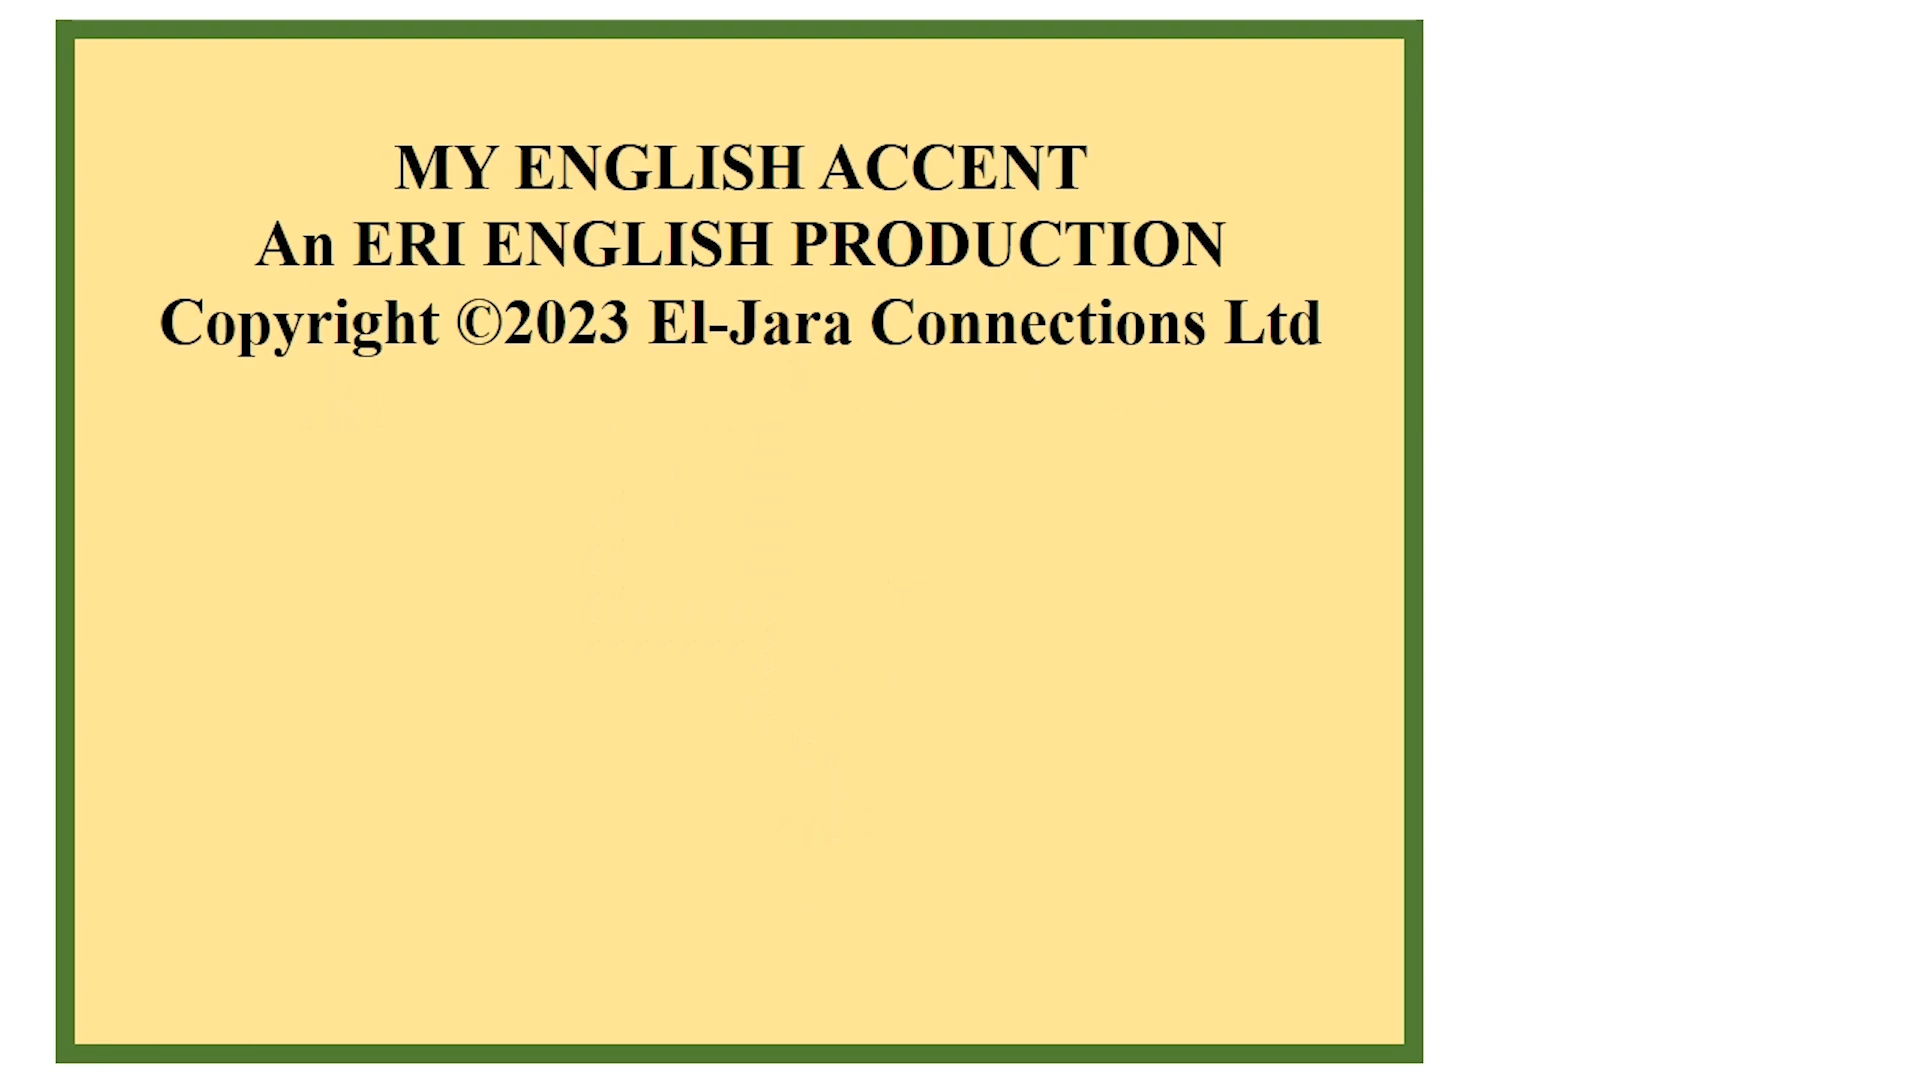 MY ENGLISH ACCENT
An ERI ENGLISH PRODUCTION
Copyright ©2023 El-Jara Connections Ltd